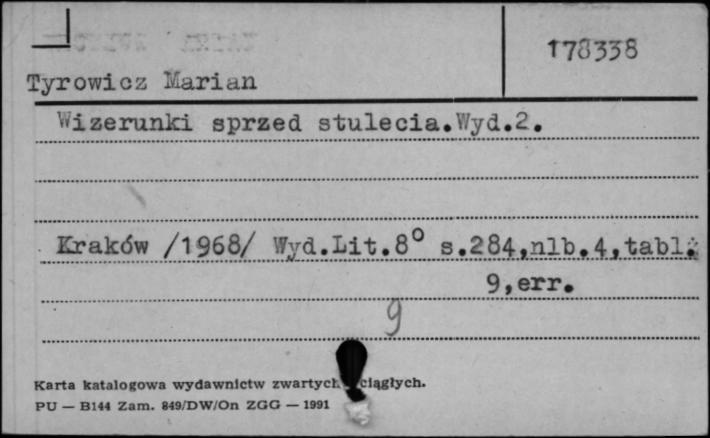 178338
Tyrowicz Marian
Wizerunki sprzed stulecia.Wyd.2.
Kraków /1968/ Wyd.Lit.8° s.284,nlb.4,tabl.
9,err.
9
Karta katalogowa wydawnictw zwartych ciągłych.
PU — B144 Zam. 849/DW/On ZGG — 1991